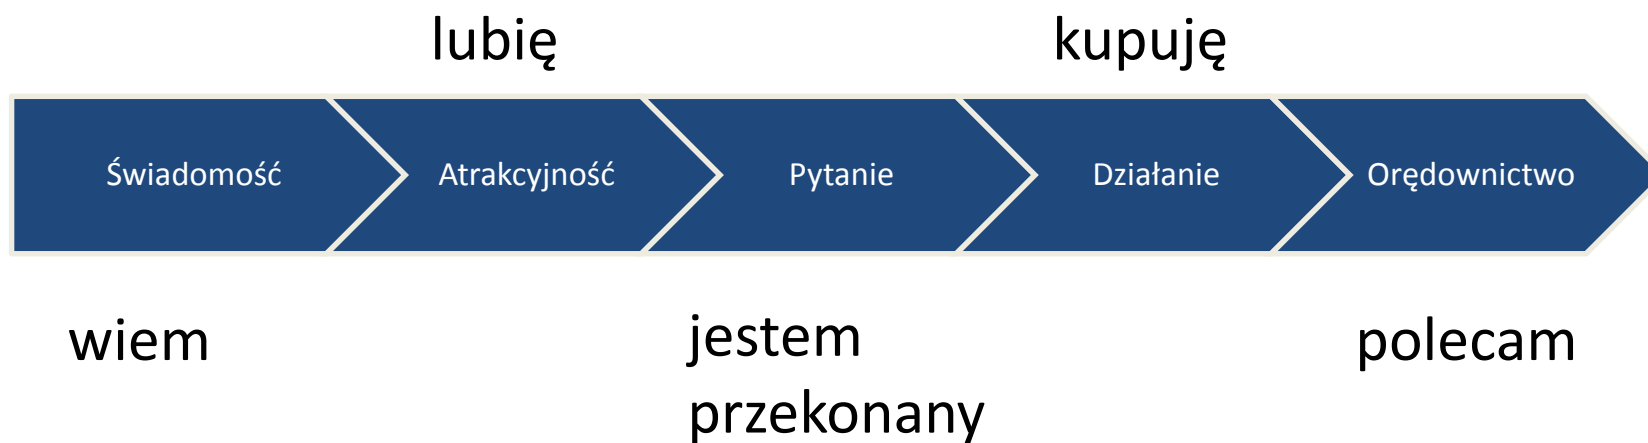 lubię
kupuję
Świadomość
Atrakcyjność
Pytanie
Działanie
Orędownictwo
wiem
jestem
przekonany
polecam